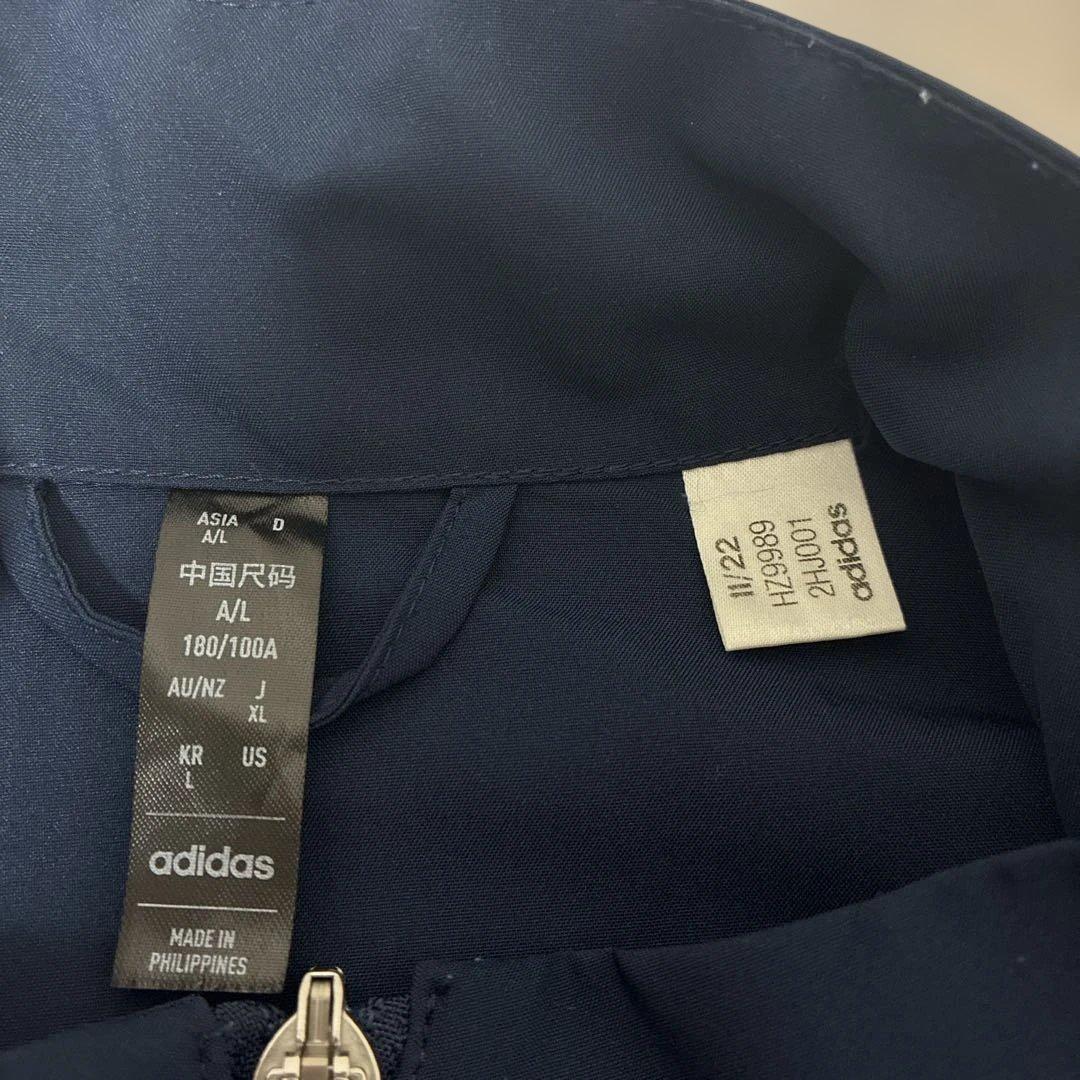 ASIA D
A/L
中国尺码
A/L
180/100A
AU/NZ J
XL
KR US
L
adidas
MADE IN
PHILIPPINES
11/22
HZ9989
2HJ001
adidas